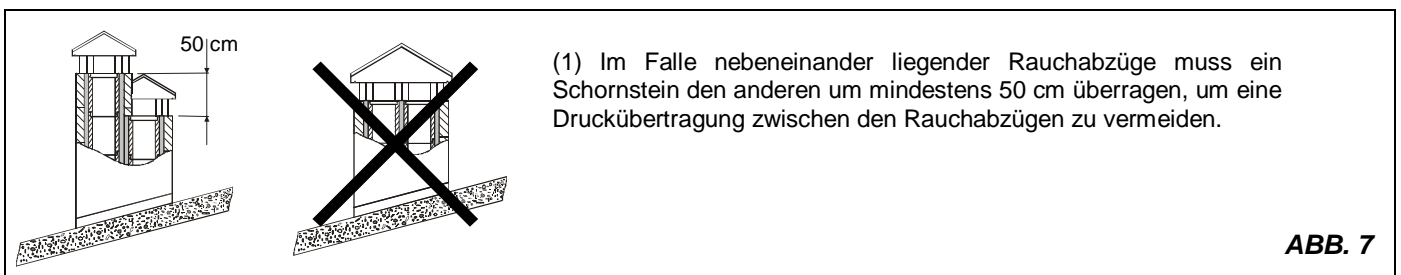 50 cm
(1) Im Falle nebeneinander liegender Rauchabzüge muss ein
Schornstein den anderen um mindestens 50 cm überragen, um eine
Druckübertragung zwischen den Rauchabzügen zu vermeiden.
ABB. 7